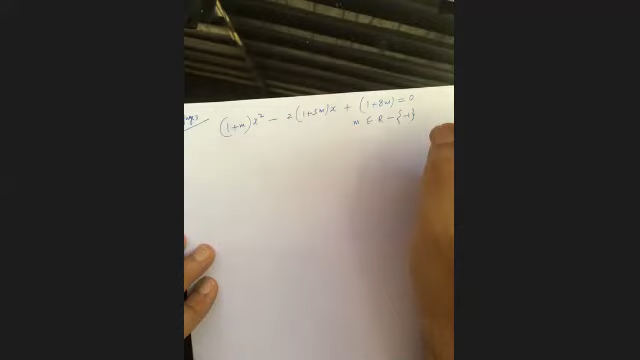 (1+m)x² − 2(1+3m)x + (1+8m) = 0
m ∈ R − {-1}